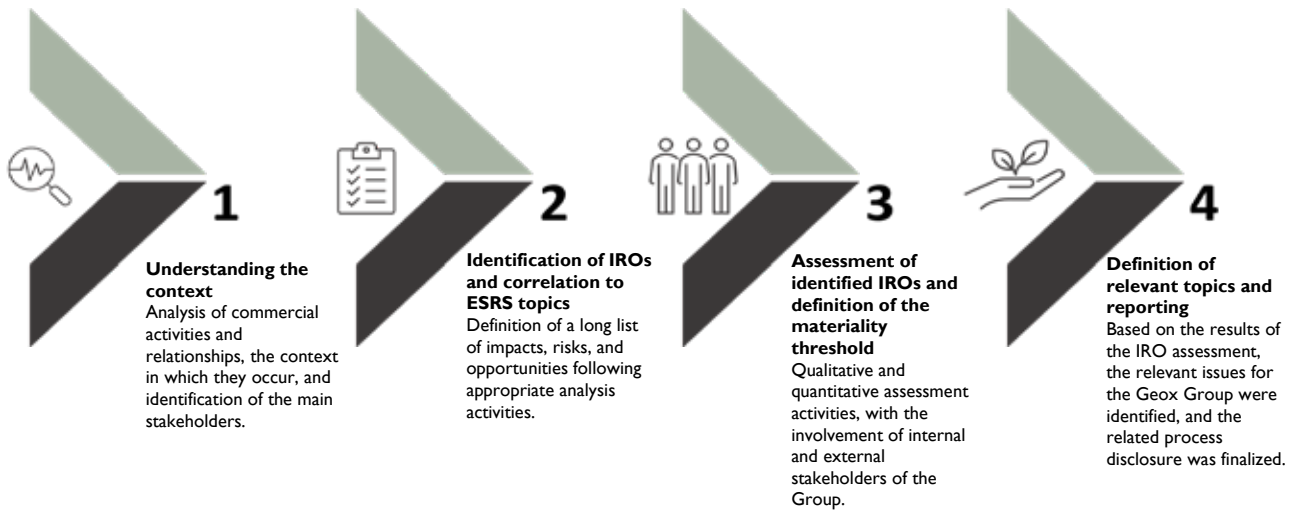 1
Understanding the
context
Analysis of commercial
activities and
relationships, the context
in which they occur, and
identification of the main
stakeholders.
2
Identification of IROs
and correlation to
ESRS topics
Definition of a long list
of impacts, risks, and
opportunities following
appropriate analysis
activities.
3
Assessment of
identified IROs and
definition of the
materiality
threshold
Qualitative and
quantitative assessment
activities, with the
involvement of internal
and external
stakeholders of the
Group.
4
Definition of
relevant topics and
reporting
Based on the results of
the IRO assessment,
the relevant issues for
the Geox Group were
identified, and the
related process
disclosure was finalized.